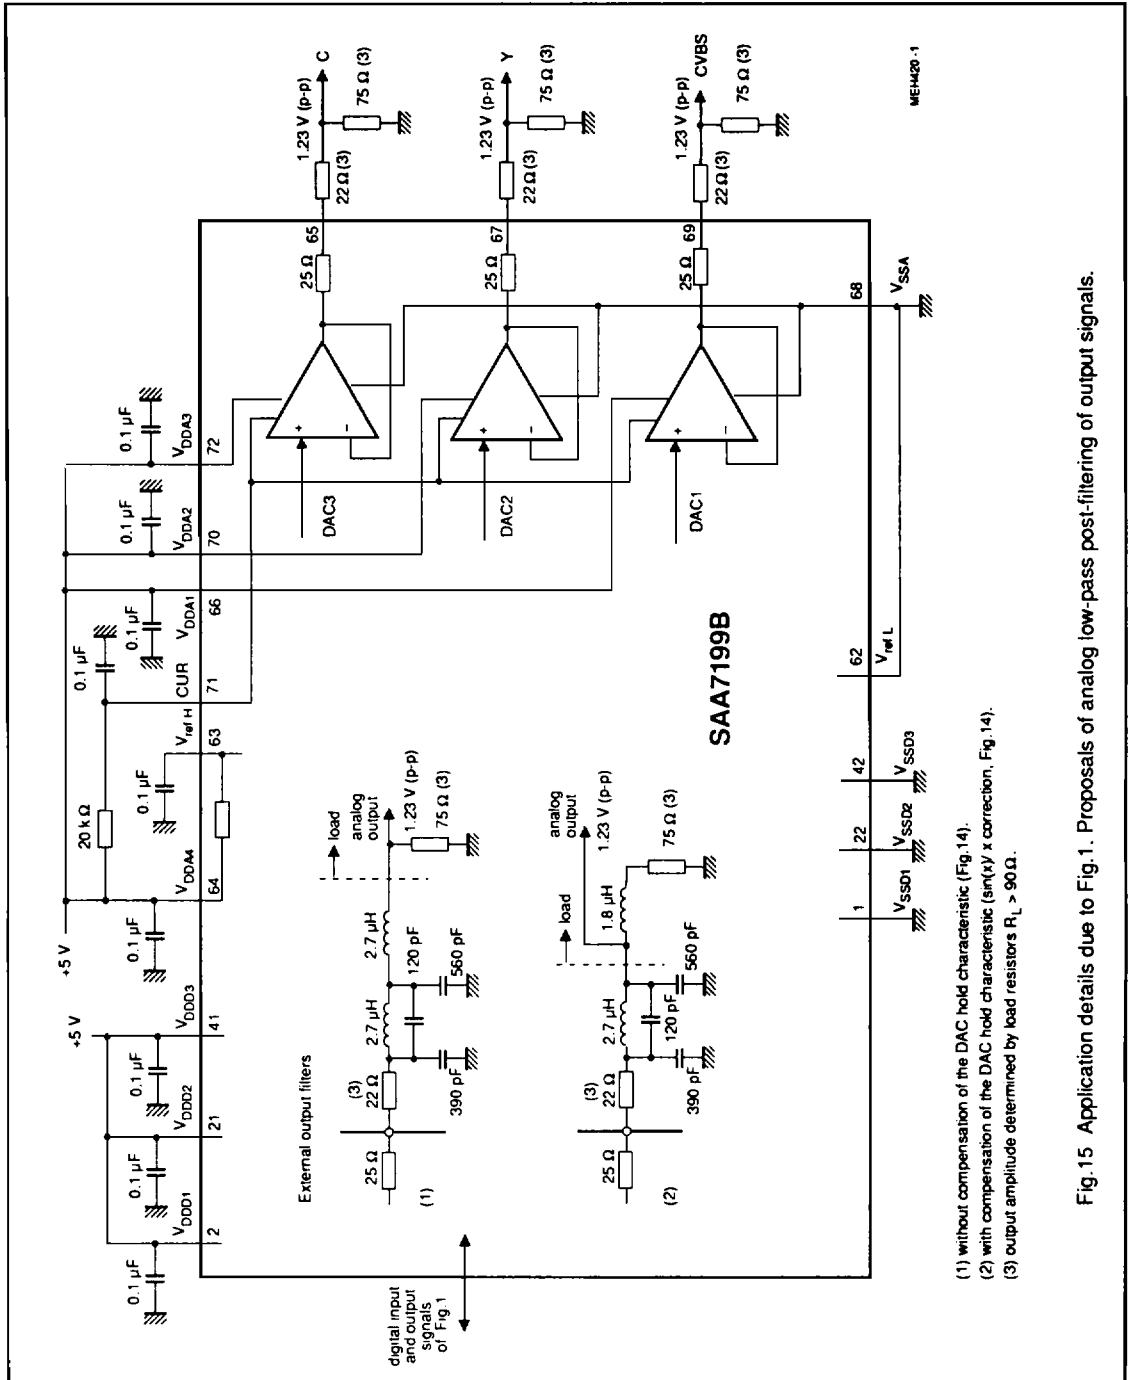 +5 V
+5 V
0.1 µF
0.1 µF
0.1 µF
0.1 µF
20 kΩ
0.1 µF
0.1 µF
0.1 µF
0.1 µF
0.1 µF
VDDD1
VDDD2
VDDD3
VDDA4
Vref H
CUR
VDDA1
VDDA2
VDDA3
2
21
41
64
63
71
66
70
72
External output filters
25 Ω
(3)
22 Ω
2.7 µH
2.7 µH
390 pF
120 pF
560 pF
load
analog
output
1.23 V (p-p)
75 Ω (3)
(1)
25 Ω
(3)
22 Ω
2.7 µH
390 pF
120 pF
560 pF
load
1.8 µH
analog
output
1.23 V (p-p)
75 Ω (3)
(2)
digital input
and output
signals
of Fig.1
DAC3
+
-
25 Ω
65
22 Ω (3)
1.23 V (p-p)
C
75 Ω (3)
DAC2
+
-
25 Ω
67
22 Ω (3)
1.23 V (p-p)
Y
75 Ω (3)
DAC1
+
-
25 Ω
69
22 Ω (3)
1.23 V (p-p)
CVBS
75 Ω (3)
SAA7199B
1
22
42
62
68
VSSD1
VSSD2
VSSD3
Vref L
VSSA
MEH420 -1
(1) without compensation of the DAC hold characteristic (Fig.14).
(2) with compensation of the DAC hold characteristic (sin(x)/ x correction, Fig.14).
(3) output amplitude determined by load resistors RL > 90 Ω.
Fig.15 Application details due to Fig.1. Proposals of analog low-pass post-filtering of output signals.